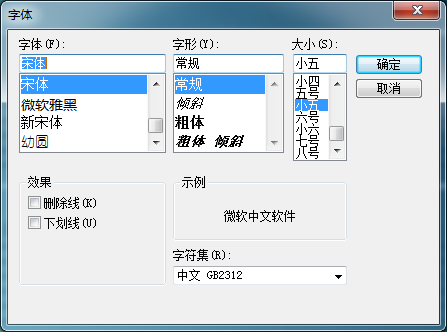 字体
字体(F):
宋体
宋体
微软雅黑
新宋体
幼圆
字形(Y):
常规
常规
倾斜
粗体
粗体 倾斜
大小(S):
小五
小四
五号
小五
六号
小六
七号
八号
确定
取消
效果
删除线(K)
下划线(U)
示例
微软中文软件
字符集(R):
中文 GB2312